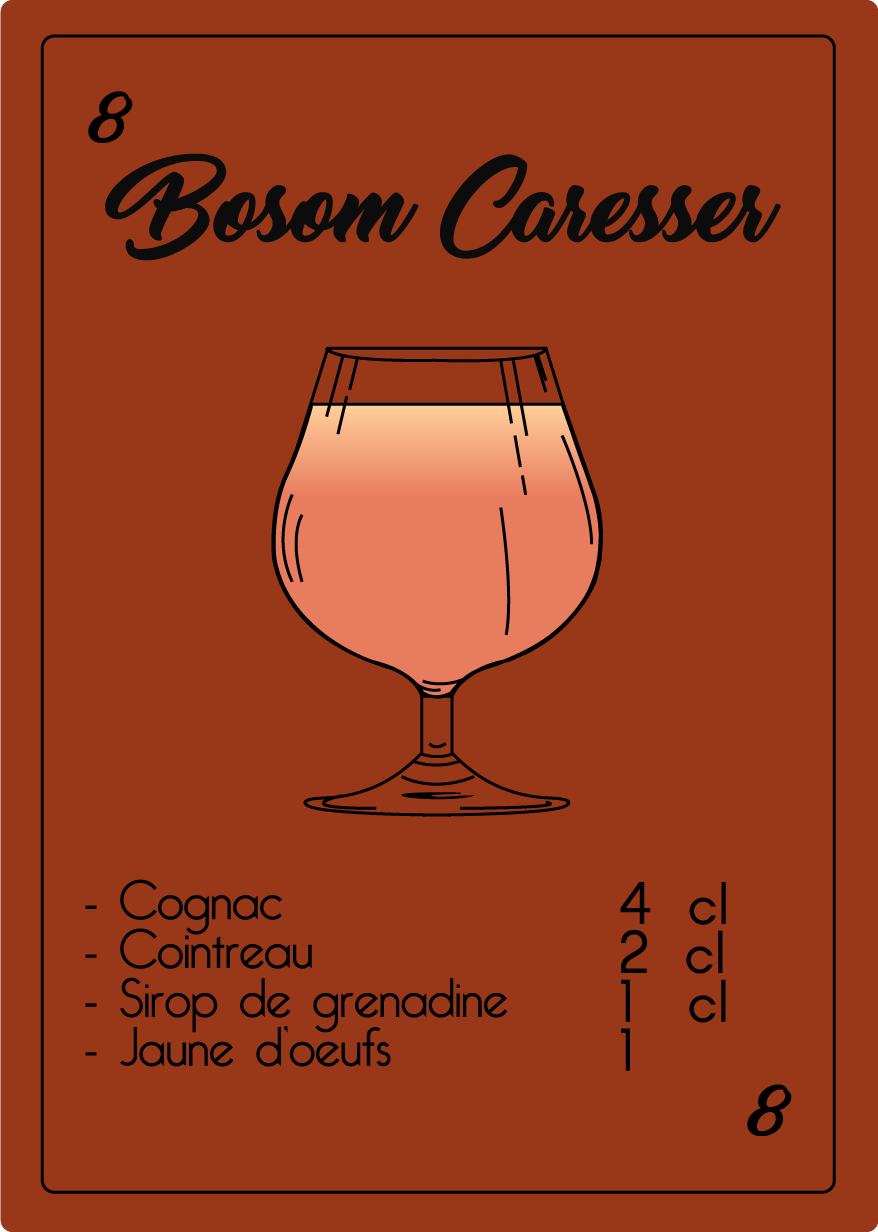 8
Bosom Caresser
- Cognac 4 cl
- Cointreau 2 cl
- Sirop de grenadine 1 cl
- Jaune d'oeufs 1
8